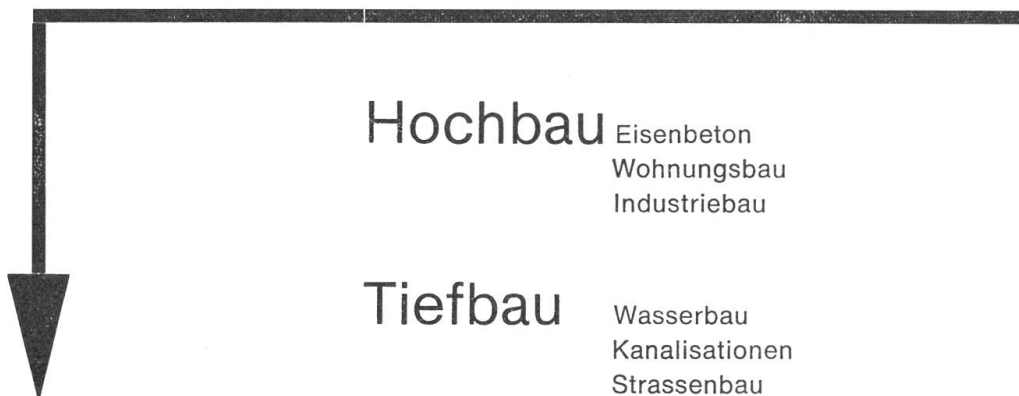 Hochbau Eisenbeton
Wohnungsbau
Industriebau
Tiefbau Wasserbau
Kanalisationen
Strassenbau